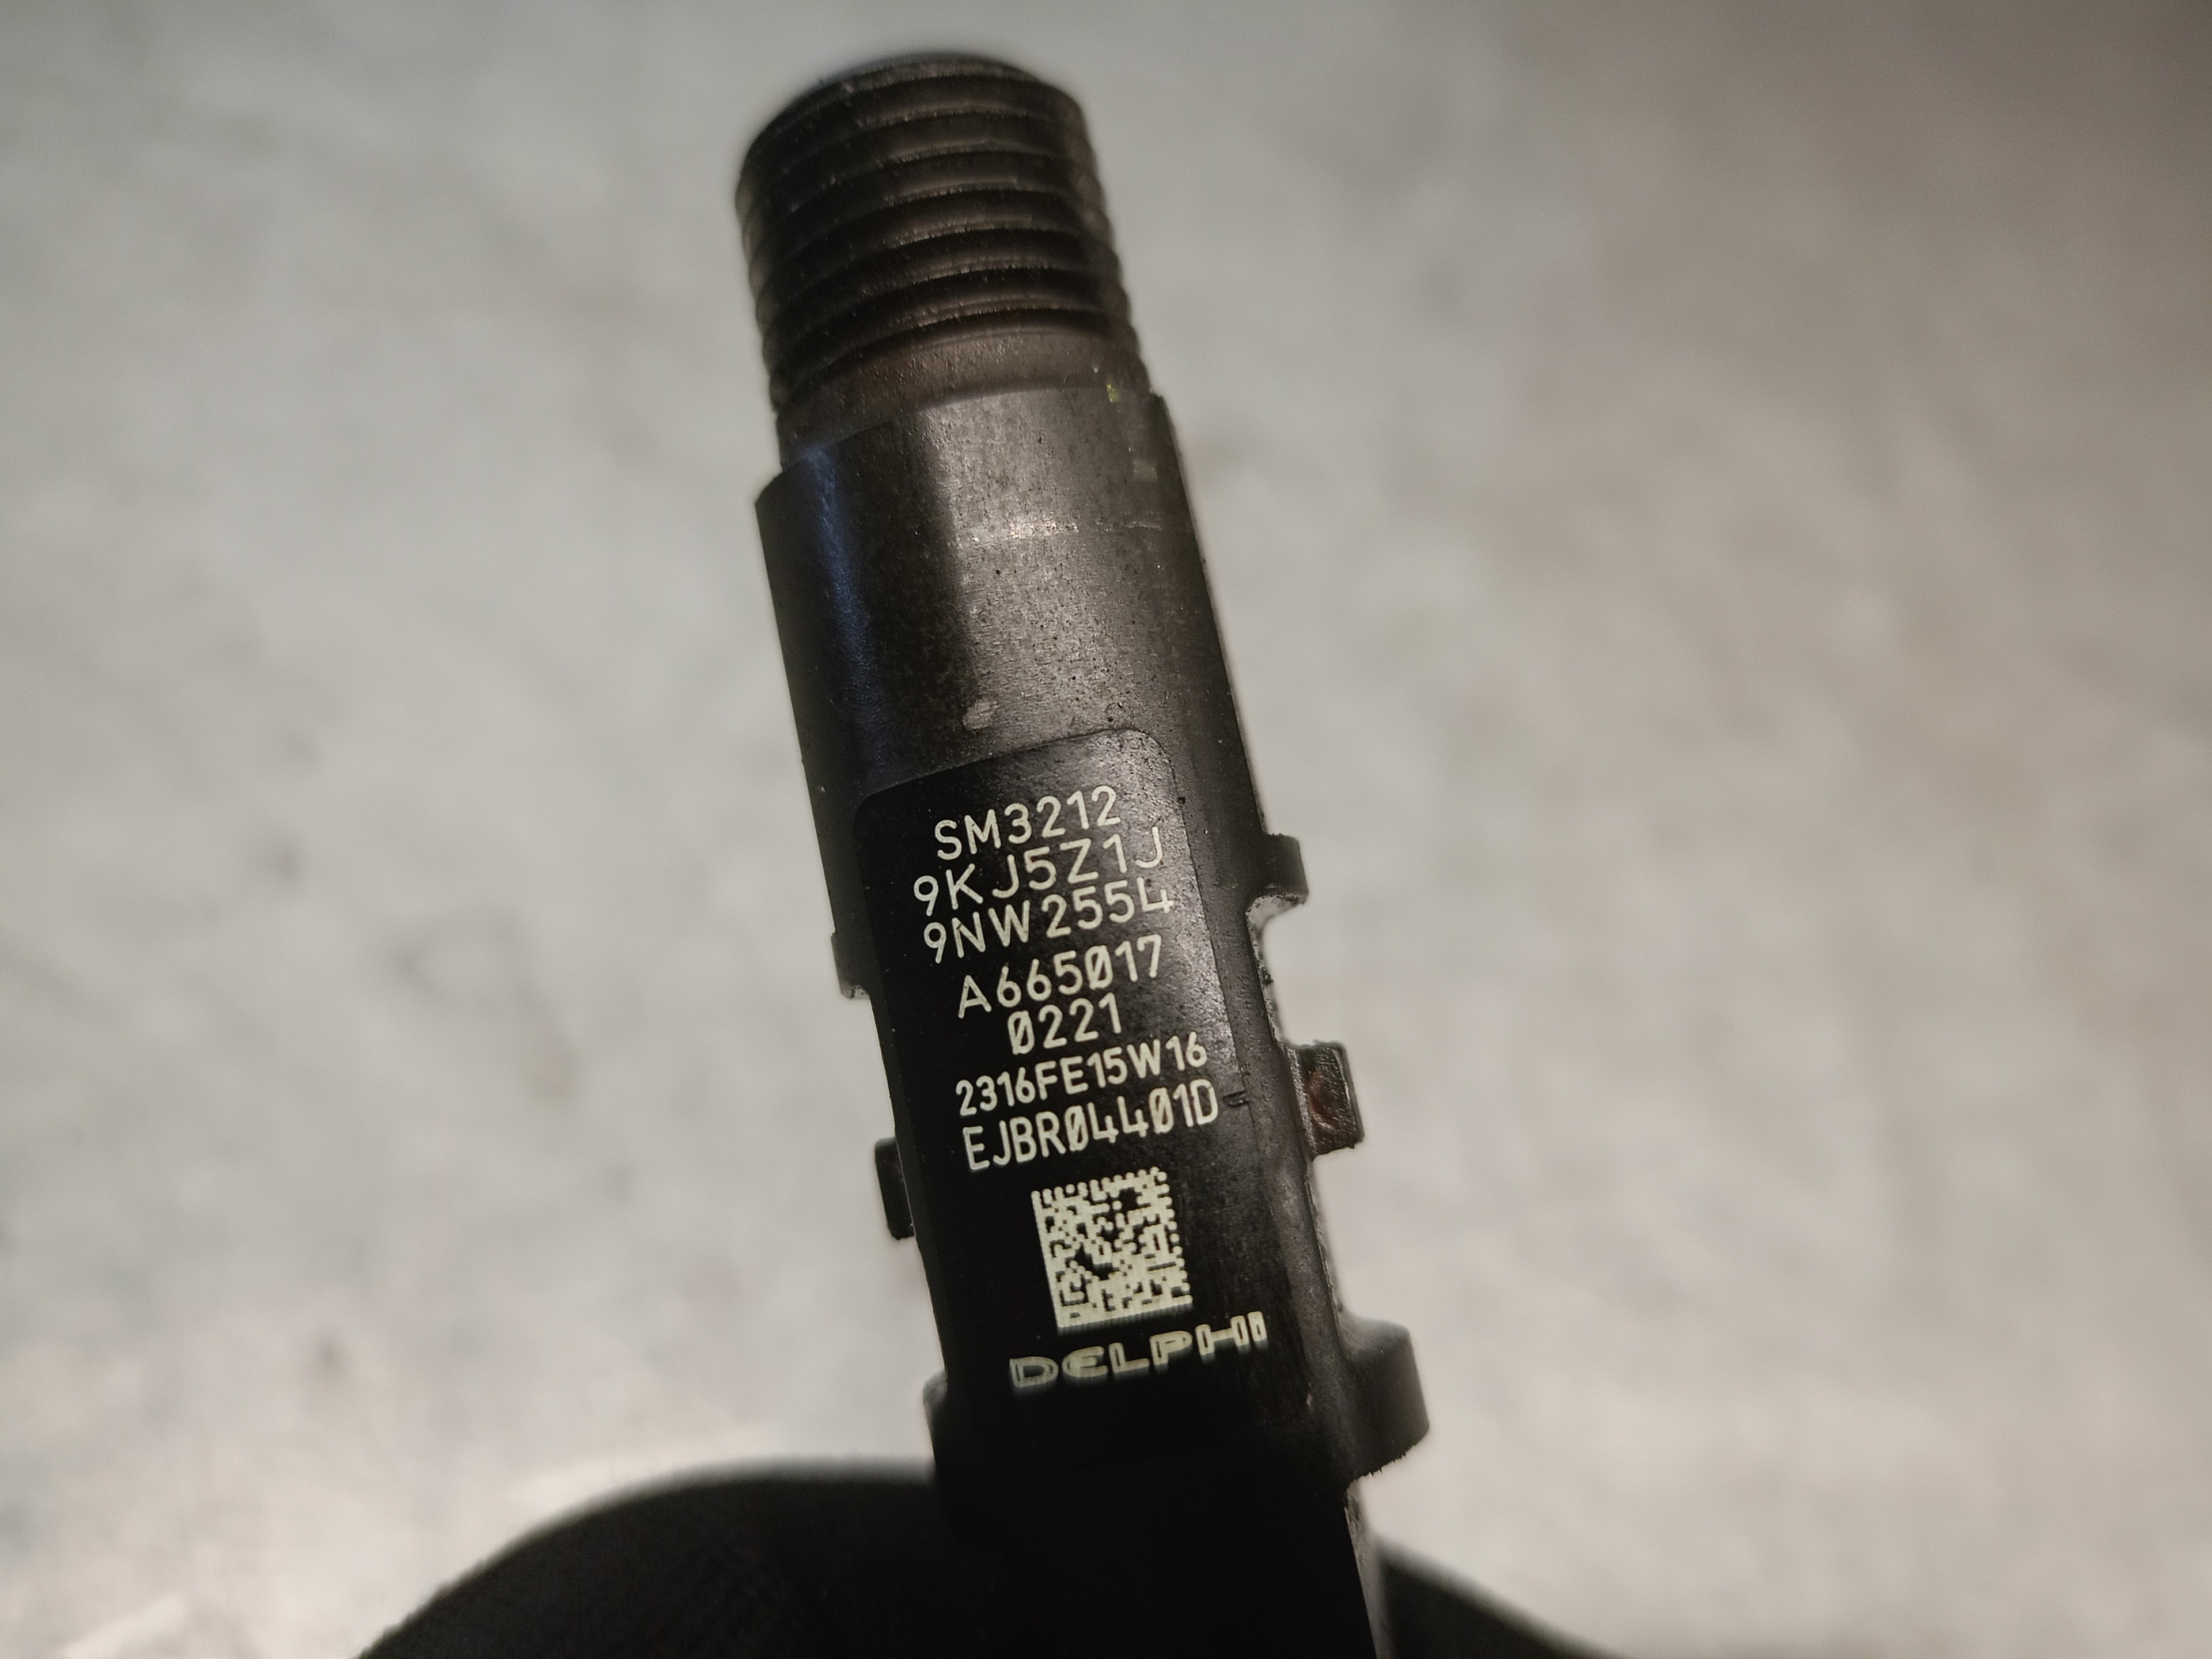 SM3212
9KJ5Z1J
9NW2554
A665017
0221
2316FE15W16
EJBR04401D
DELPHI